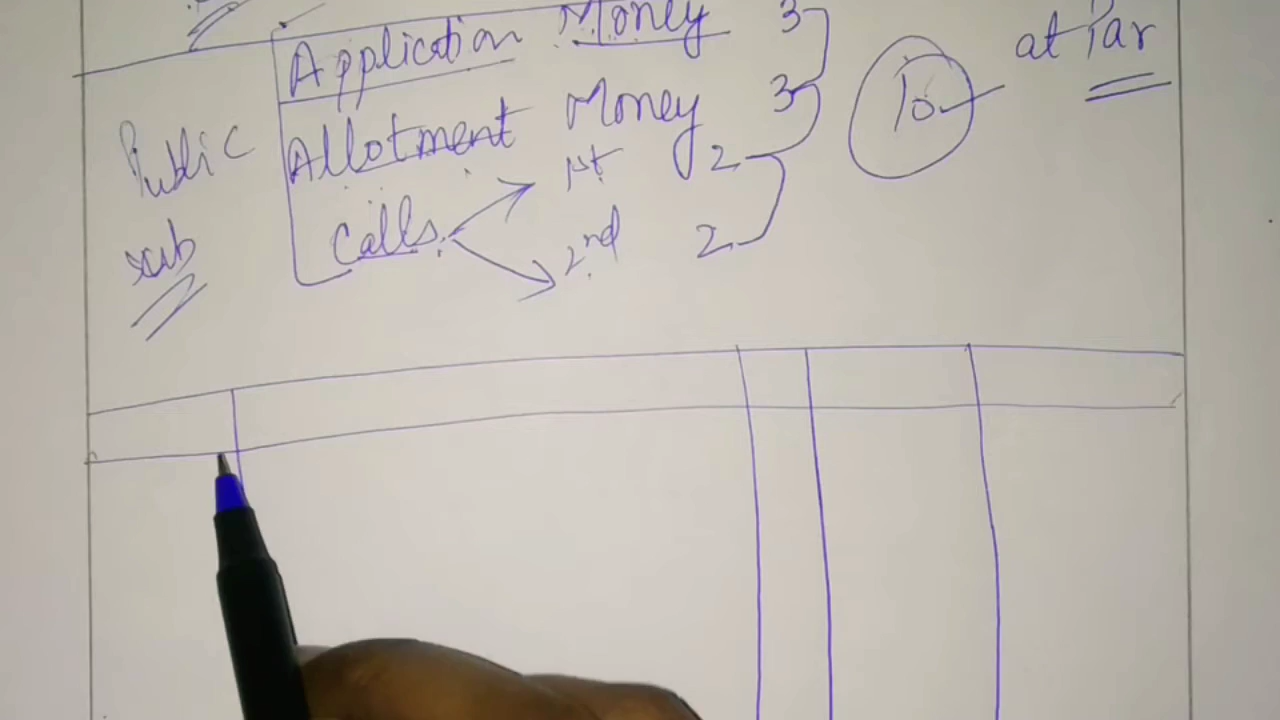 Application Money 3
at Par
10
Allotment Money 3
Public
sub
Calls 1st 2
2nd 2